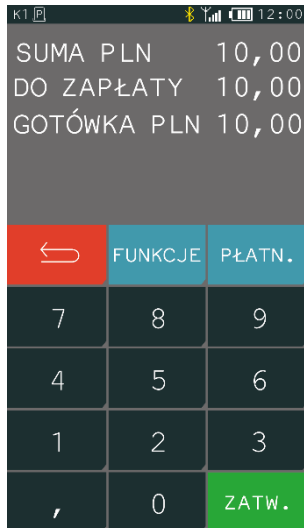 K1 P 12:00
SUMA PLN 10,00
DO ZAPŁATY 10,00
GOTÓWKA PLN 10,00
FUNKCJE PŁATN.
7 8 9
4 5 6
1 2 3
, 0 ZATW.